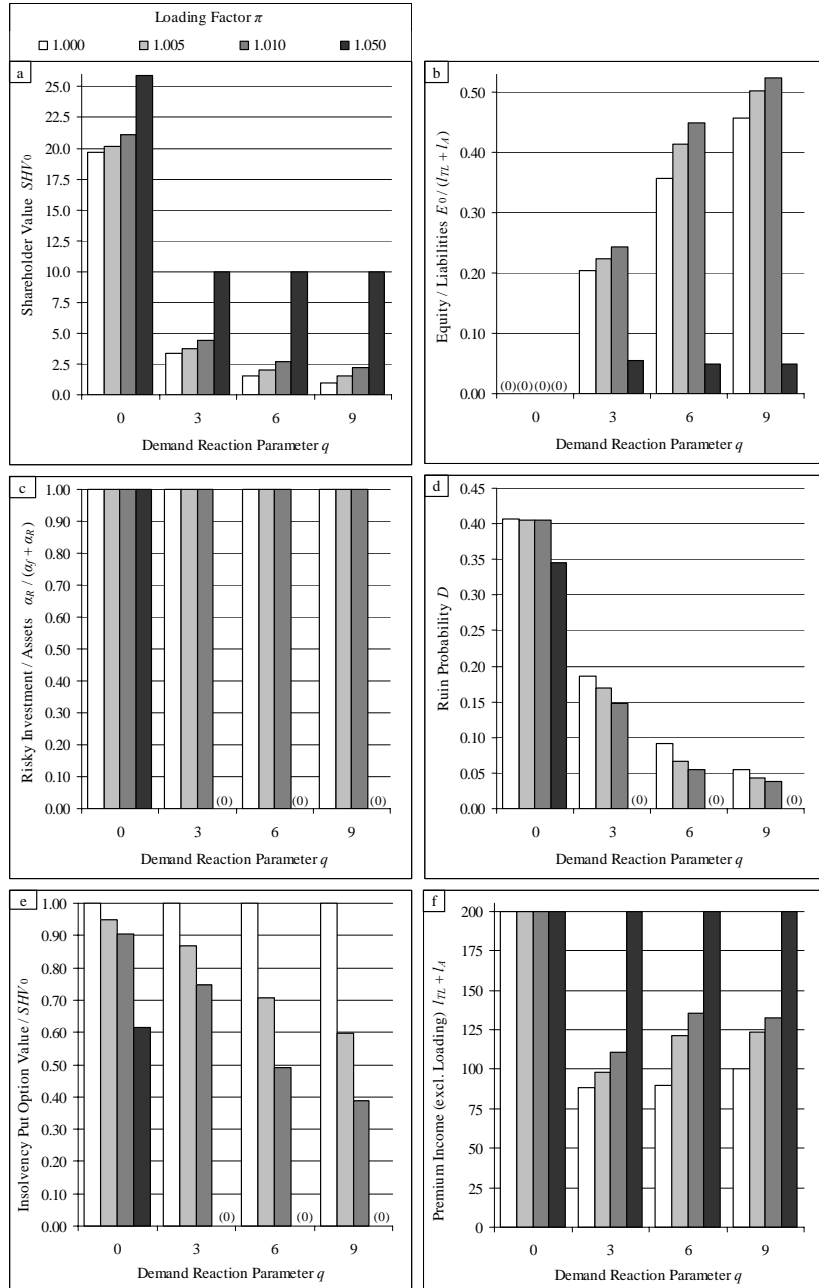 Loading Factor π
1.000 1.005 1.010 1.050
a
Shareholder Value SHV0
25.0
22.5
20.0
17.5
15.0
12.5
10.0
7.5
5.0
2.5
0.0
0 3 6 9
Demand Reaction Parameter q
b
Equity / Liabilities E0 / (lTL + lA)
0.50
0.40
0.30
0.20
0.10
0.00
(0)(0)(0)(0)
0 3 6 9
Demand Reaction Parameter q
c
Risky Investment / Assets αR / (αf + αR)
1.00
0.90
0.80
0.70
0.60
0.50
0.40
0.30
0.20
0.10
0.00
(0) (0) (0)
0 3 6 9
Demand Reaction Parameter q
d
Ruin Probability D
0.40
0.35
0.30
0.25
0.20
0.15
0.10
0.05
0.00
(0) (0) (0)
0 3 6 9
Demand Reaction Parameter q
e
Insolvency Put Option Value / SHV0
1.00
0.90
0.80
0.70
0.60
0.50
0.40
0.30
0.20
0.10
0.00
(0) (0) (0)
0 3 6 9
Demand Reaction Parameter q
f
Premium Income (excl. Loading) lTL + lA
200
175
150
125
100
75
50
25
0
0 3 6 9
Demand Reaction Parameter q